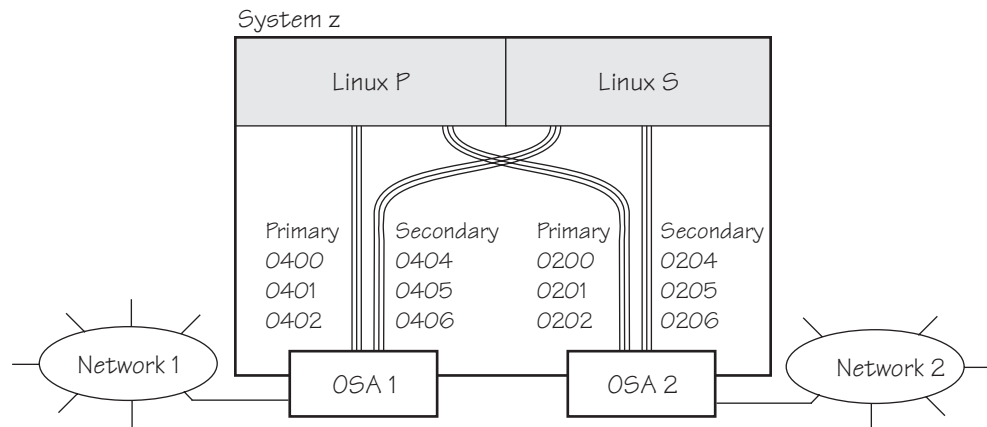 System z
Linux P
Linux S
Primary
0400
0401
0402
Secondary
0404
0405
0406
Primary
0200
0201
0202
Secondary
0204
0205
0206
Network 1
OSA 1
OSA 2
Network 2